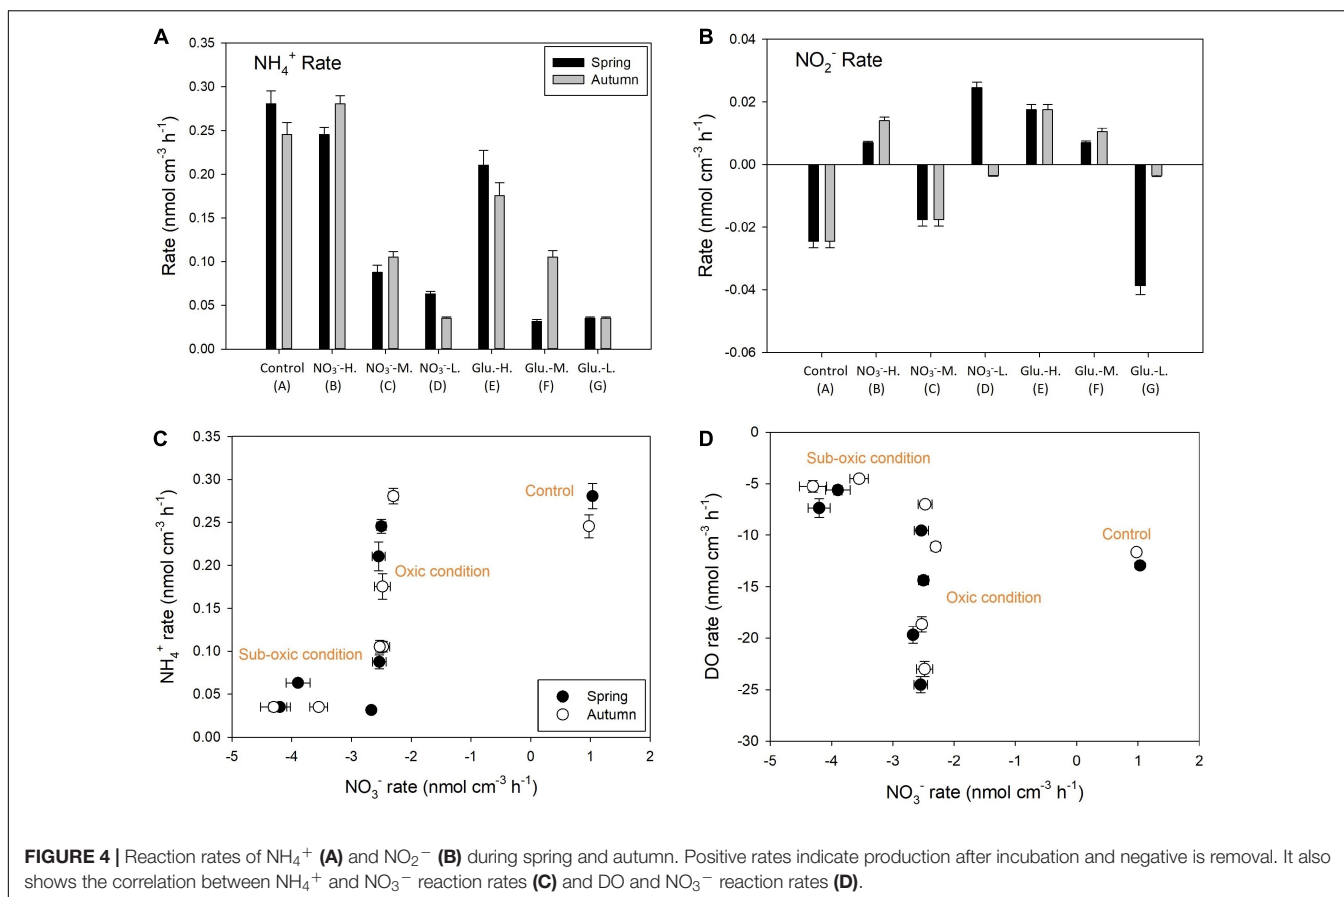 A
NH₄⁺ Rate
Spring
Autumn
Rate (nmol cm⁻³ h⁻¹)
0.35
0.30
0.25
0.20
0.15
0.10
0.05
0.00
Control NO₃⁻-H. NO₃⁻-M. NO₃⁻-L. Glu.-H. Glu.-M. Glu.-L.
(A) (B) (C) (D) (E) (F) (G)
B
NO₂⁻ Rate
Rate (nmol cm⁻³ h⁻¹)
0.04
0.02
0.00
-0.02
-0.04
-0.06
Control NO₃⁻-H. NO₃⁻-M. NO₃⁻-L. Glu.-H. Glu.-M. Glu.-L.
(A) (B) (C) (D) (E) (F) (G)
C
NH₄⁺ rate (nmol cm⁻³ h⁻¹)
0.35
0.30
0.25
0.20
0.15
0.10
0.05
0.00
Control
Oxic condition
Sub-oxic condition
Spring
Autumn
-5 -4 -3 -2 -1 0 1 2
NO₃⁻ rate (nmol cm⁻³ h⁻¹)
D
DO rate (nmol cm⁻³ h⁻¹)
0
-5
-10
-15
-20
-25
-30
Sub-oxic condition
Control
Oxic condition
-5 -4 -3 -2 -1 0 1 2
NO₃⁻ rate (nmol cm⁻³ h⁻¹)
FIGURE 4 | Reaction rates of NH₄⁺ (A) and NO₂⁻ (B) during spring and autumn. Positive rates indicate production after incubation and negative is removal. It also
shows the correlation between NH₄⁺ and NO₃⁻ reaction rates (C) and DO and NO₃⁻ reaction rates (D).